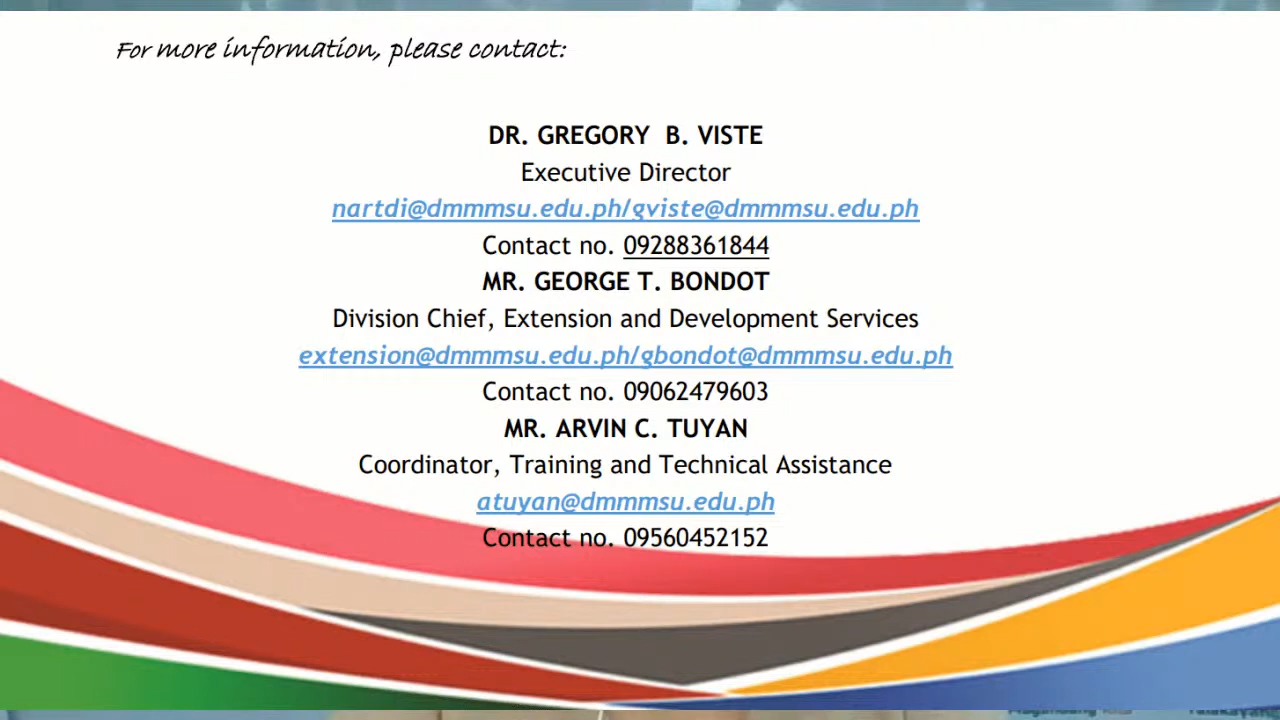 For more information, please contact:
DR. GREGORY B. VISTE
Executive Director
nartdi@dmmmsu.edu.ph/gviste@dmmmsu.edu.ph
Contact no. 09288361844
MR. GEORGE T. BONDOT
Division Chief, Extension and Development Services
extension@dmmmsu.edu.ph/gbondot@dmmmsu.edu.ph
Contact no. 09062479603
MR. ARVIN C. TUYAN
Coordinator, Training and Technical Assistance
atuyan@dmmmsu.edu.ph
Contact no. 09560452152